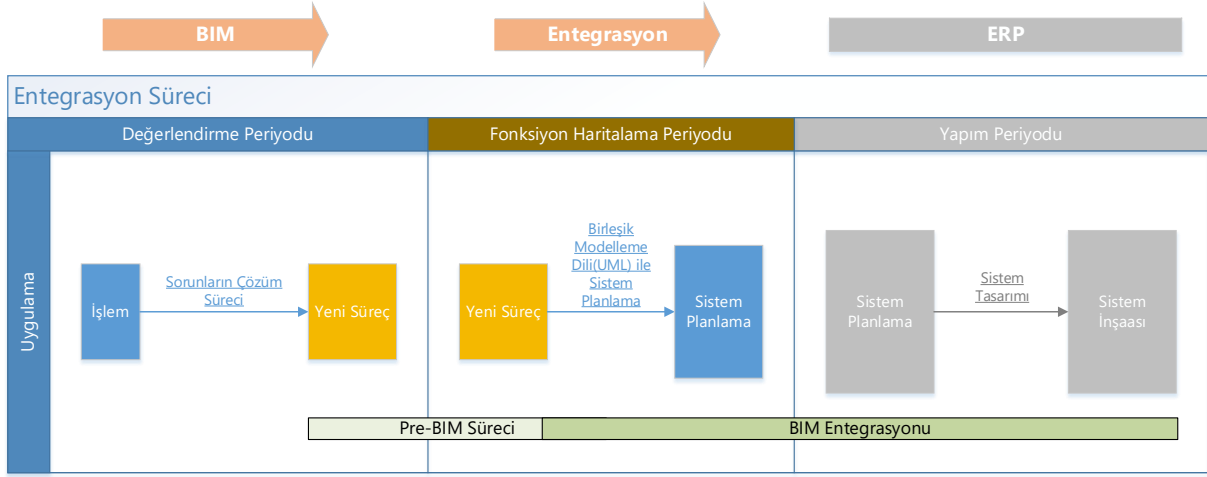 BIM
Entegrasyon
ERP
Entegrasyon Süreci
Değerlendirme Periyodu
Fonksiyon Haritalama Periyodu
Yapım Periyodu
Uygulama
İşlem
Sorunların Çözüm
Süreci
Yeni Süreç
Yeni Süreç
Birleşik
Modelleme
Dili(UML) ile
Sistem
Planlama
Sistem
Planlama
Sistem
Planlama
Sistem
Tasarımı
Sistem
İnşaası
Pre-BIM Süreci
BIM Entegrasyonu